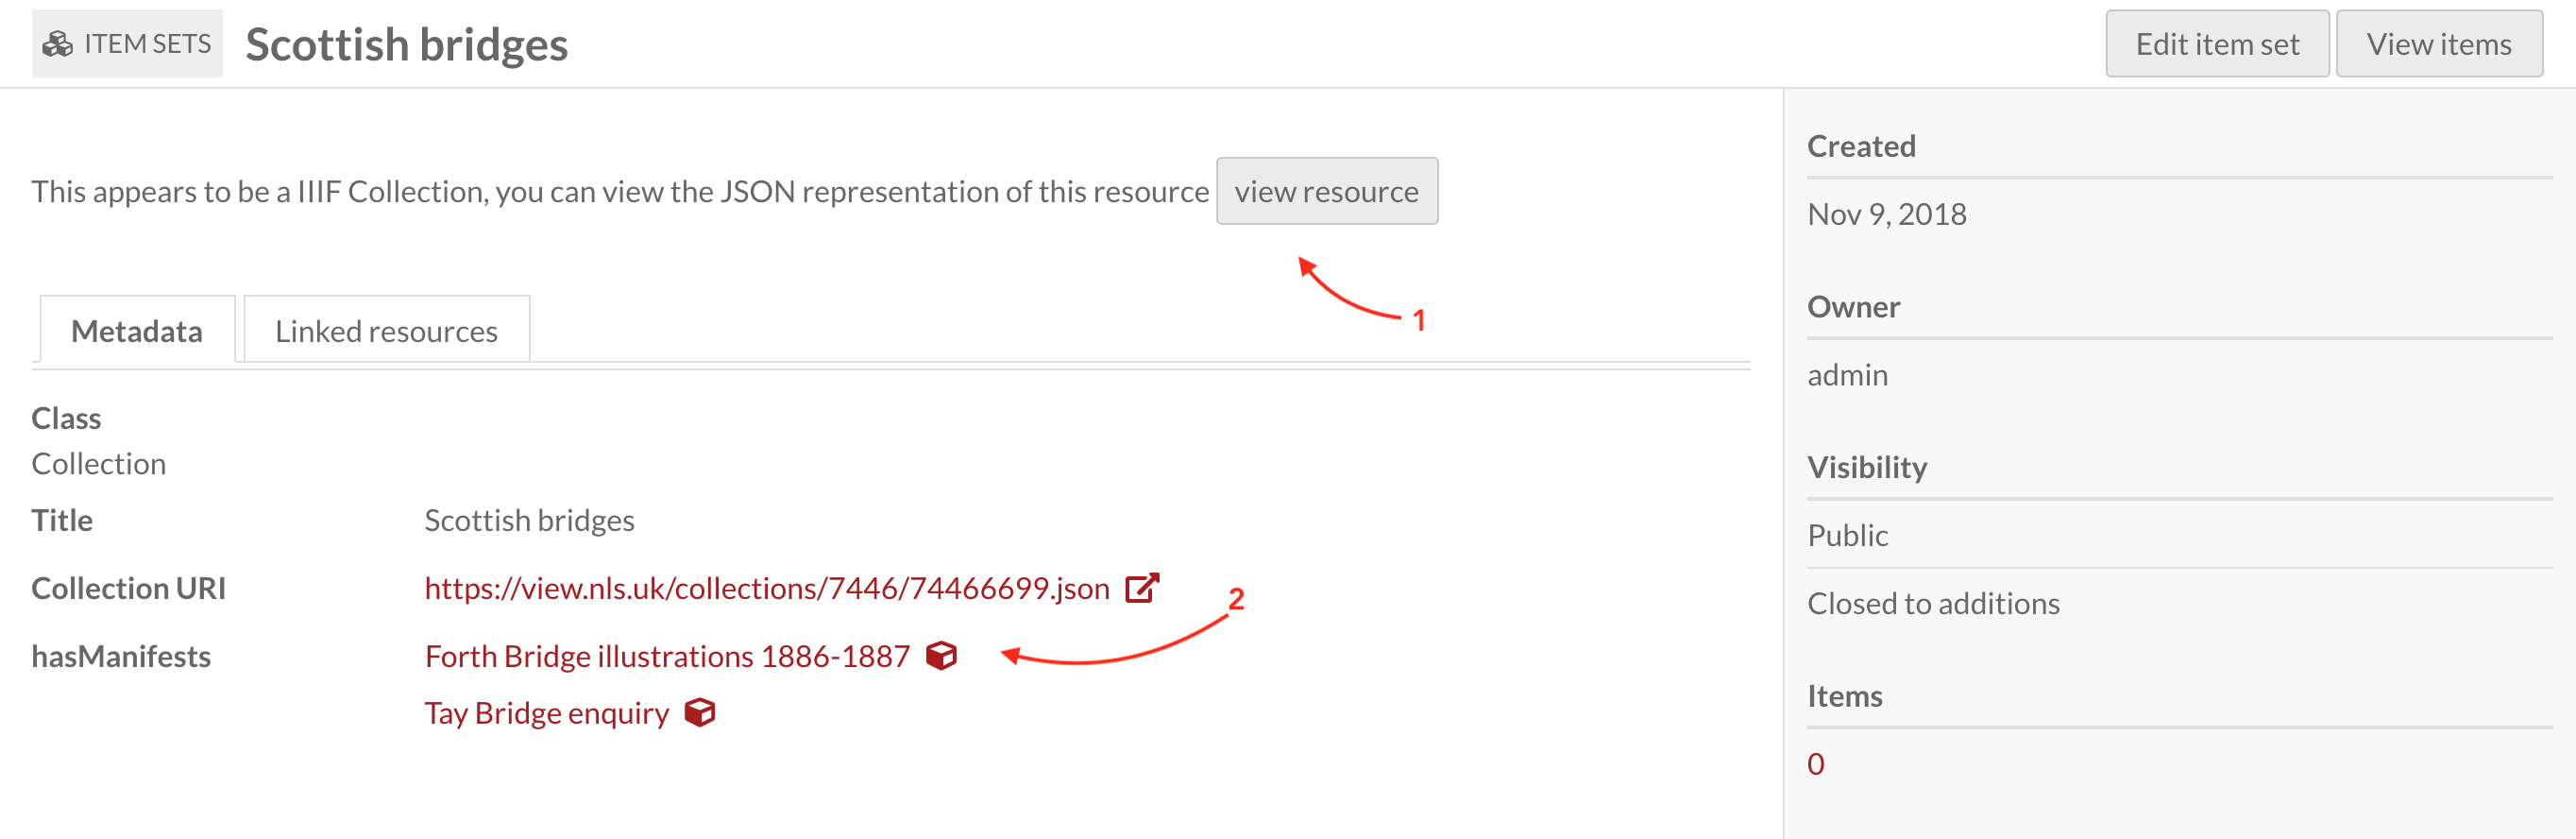 ITEM SETS Scottish bridges Edit item set View items
This appears to be a IIIF Collection, you can view the JSON representation of this resource view resource
1
Metadata Linked resources
Class
Collection
Title Scottish bridges
Collection URI https://view.nls.uk/collections/7446/74466699.json
2
hasManifests Forth Bridge illustrations 1886-1887
Tay Bridge enquiry
Created
Nov 9, 2018
Owner
admin
Visibility
Public
Closed to additions
Items
0